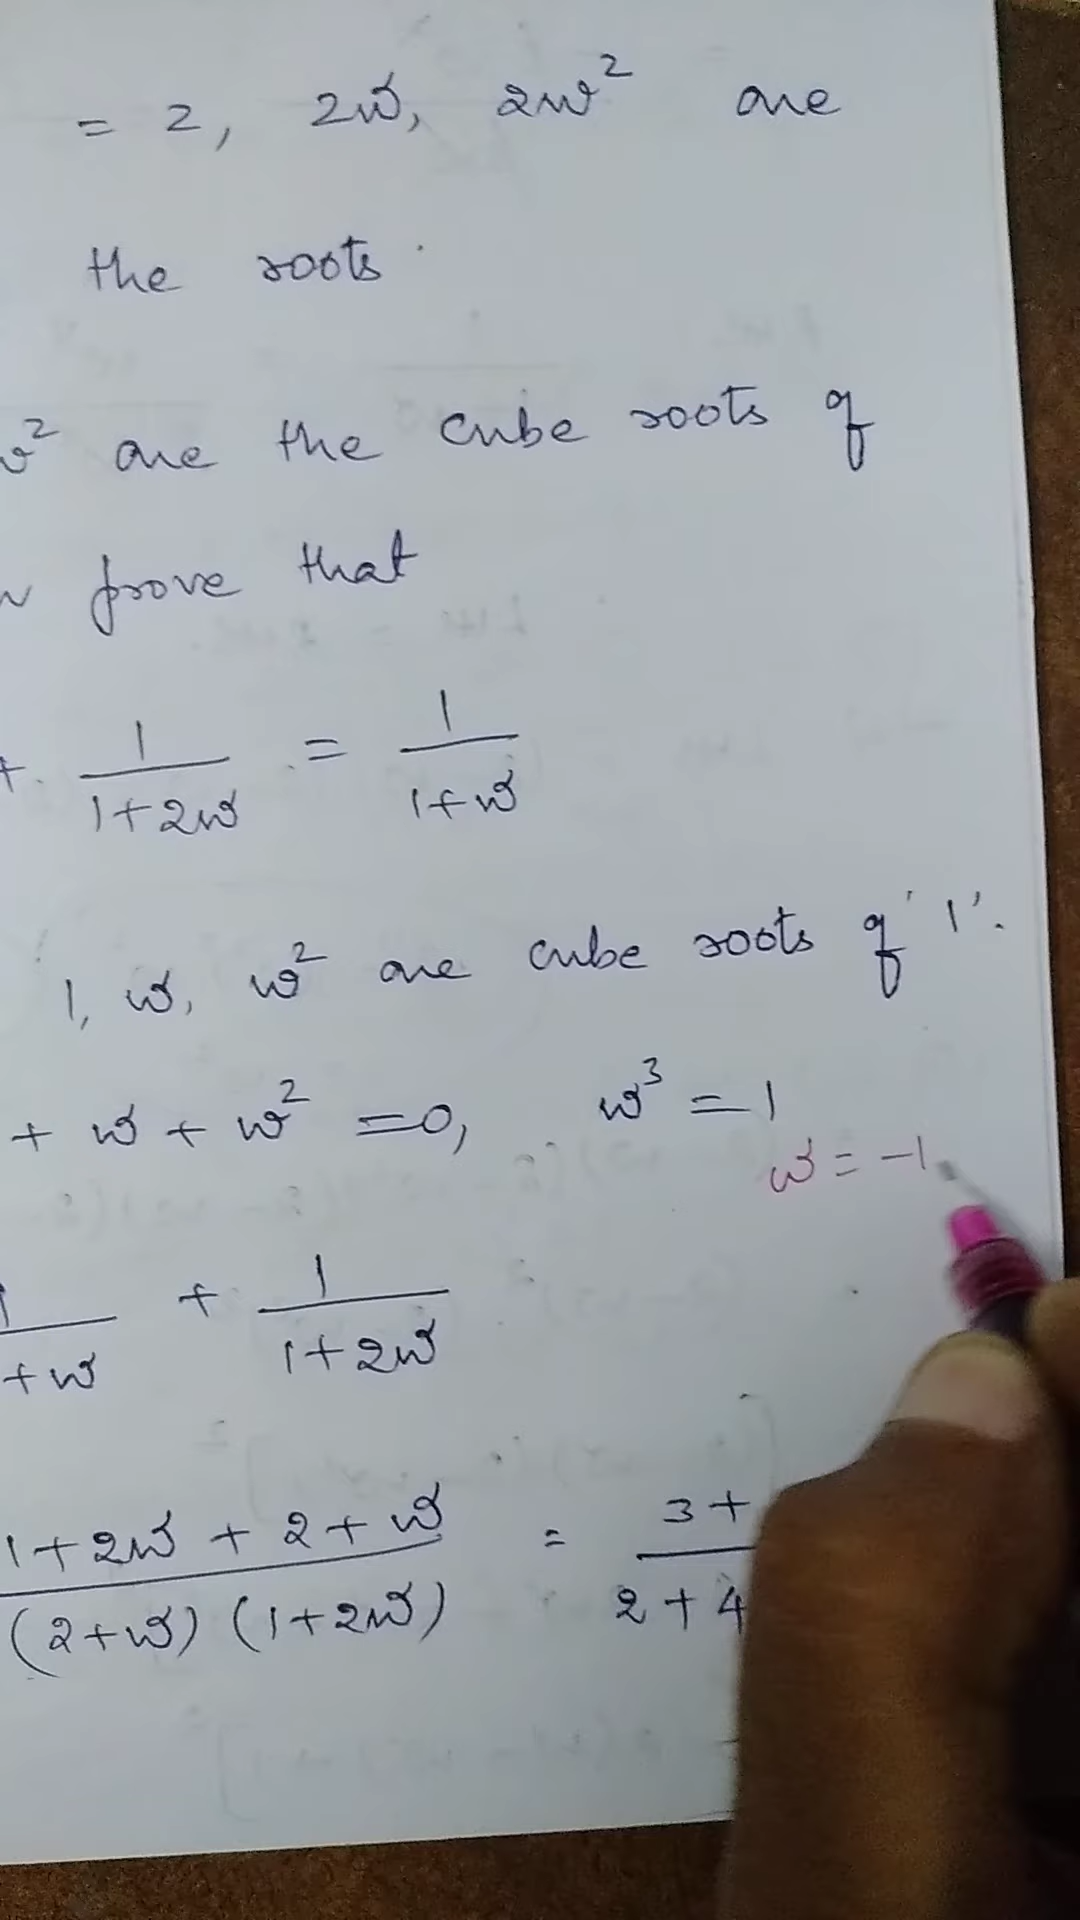 = 2, 2ω, 2ω² are
the roots.
ω² are the cube roots of
prove that
+ 1/(1+2ω) = 1/(1+ω)
1, ω, ω² are cube roots of '1'.
+ ω + ω² = 0, ω³ = 1
ω = -1
1/(+ω) + 1/(1+2ω)
(1+2ω + 2+ω)/((2+ω)(1+2ω)) = (3+)/(2+4